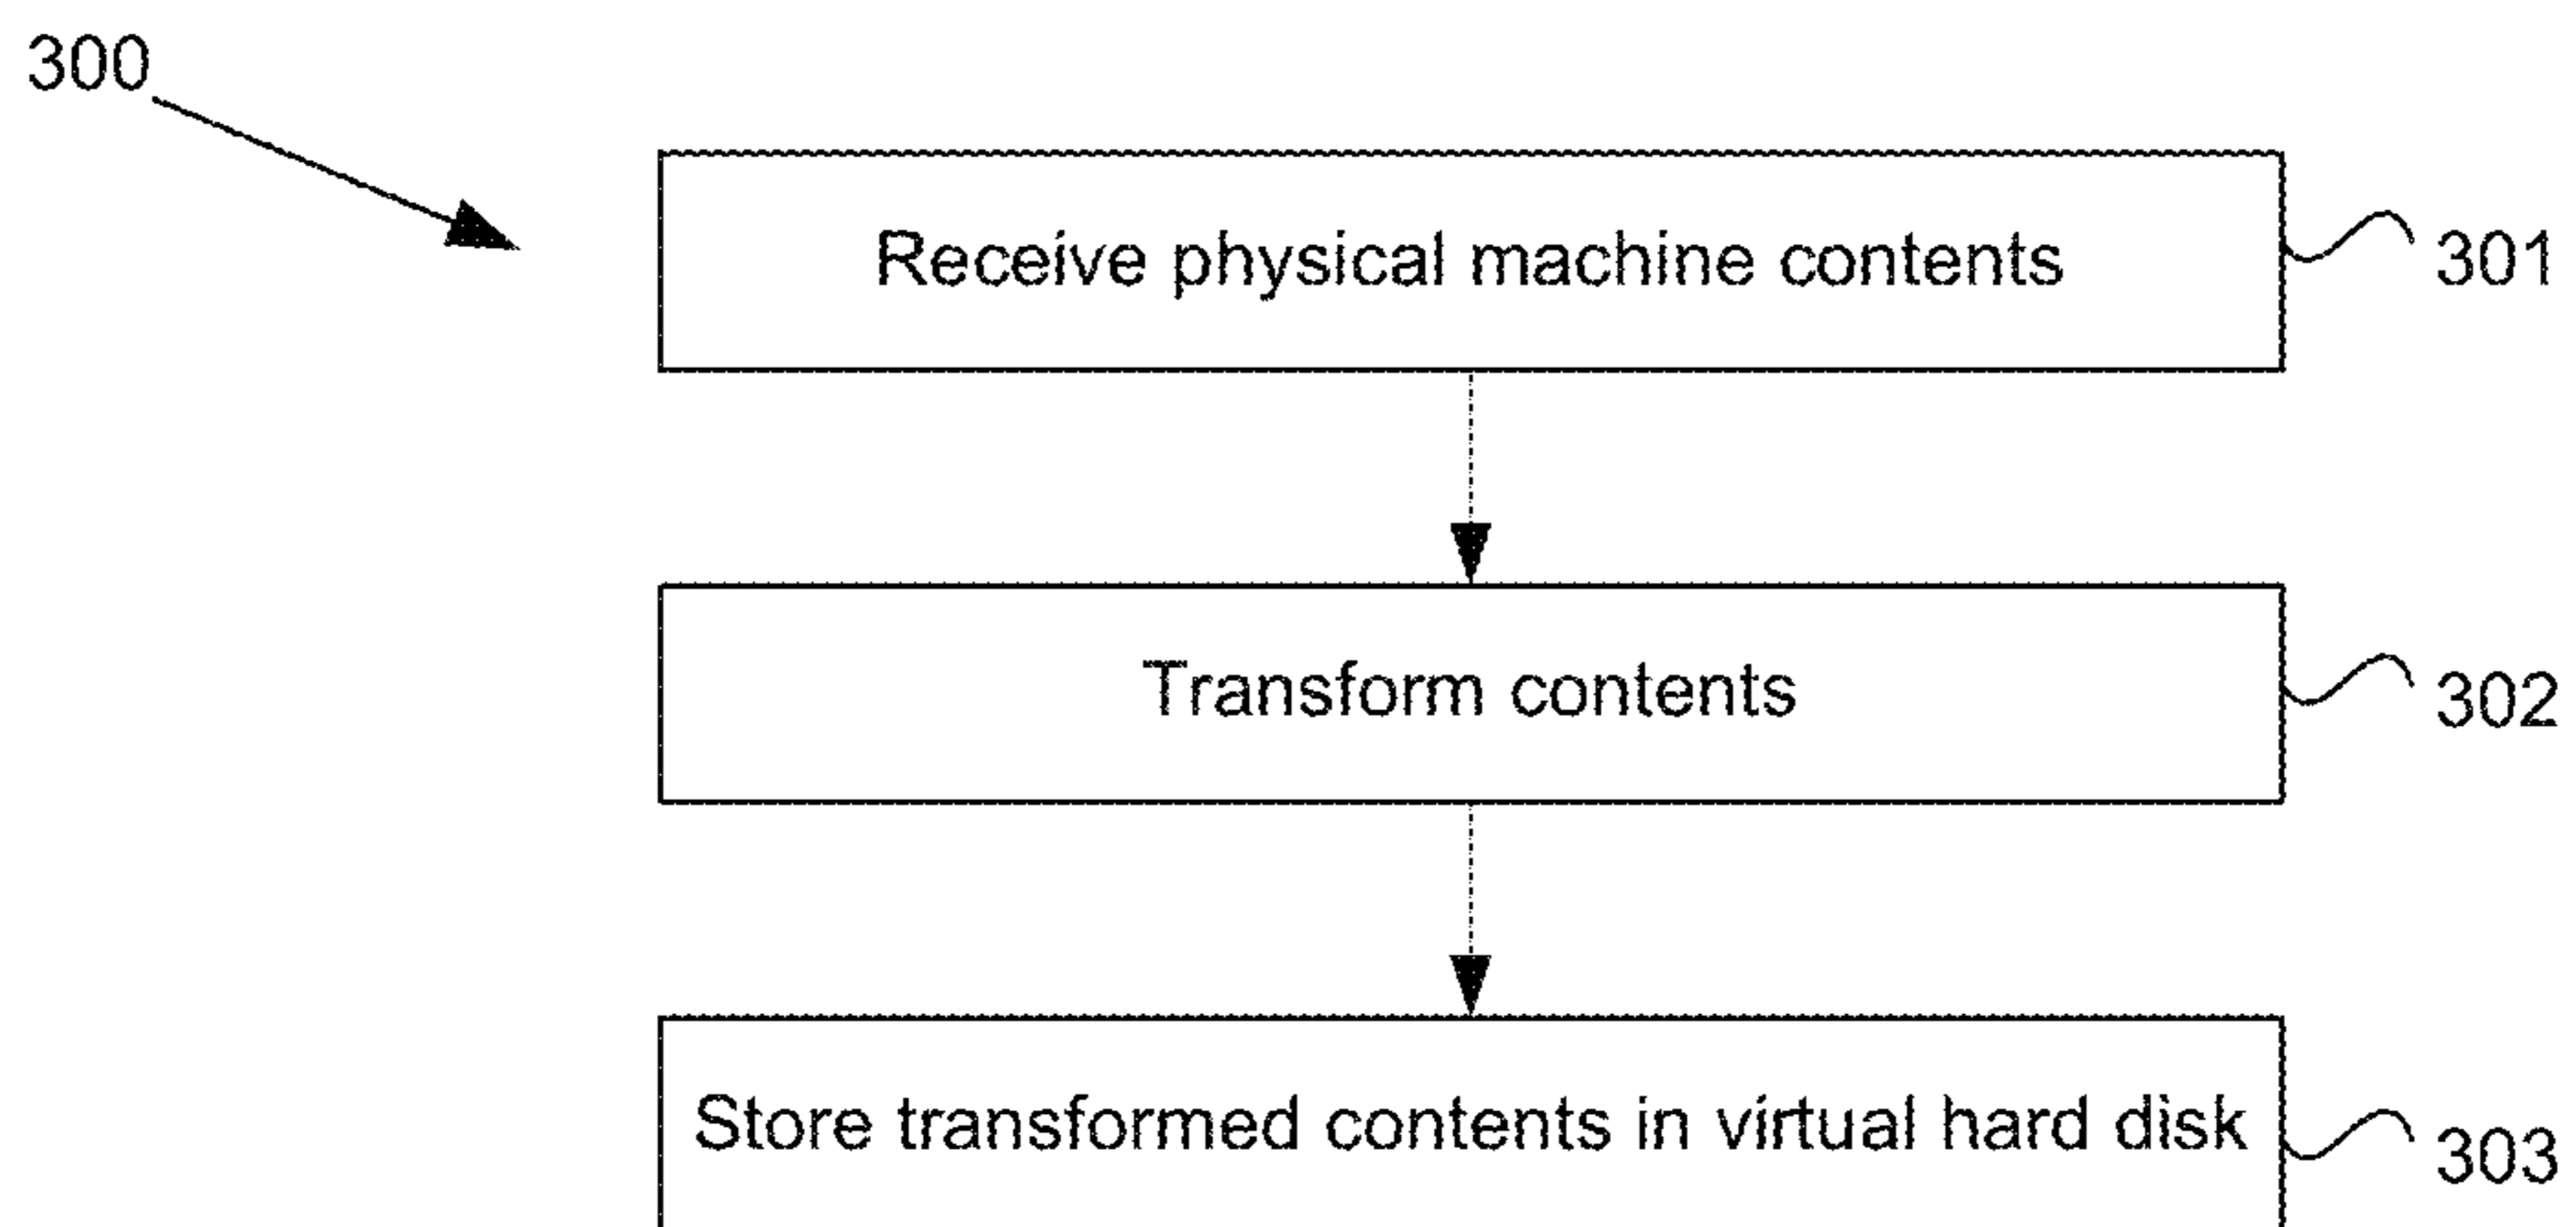 300
Receive physical machine contents
301
Transform contents
302
Store transformed contents in virtual hard disk
303